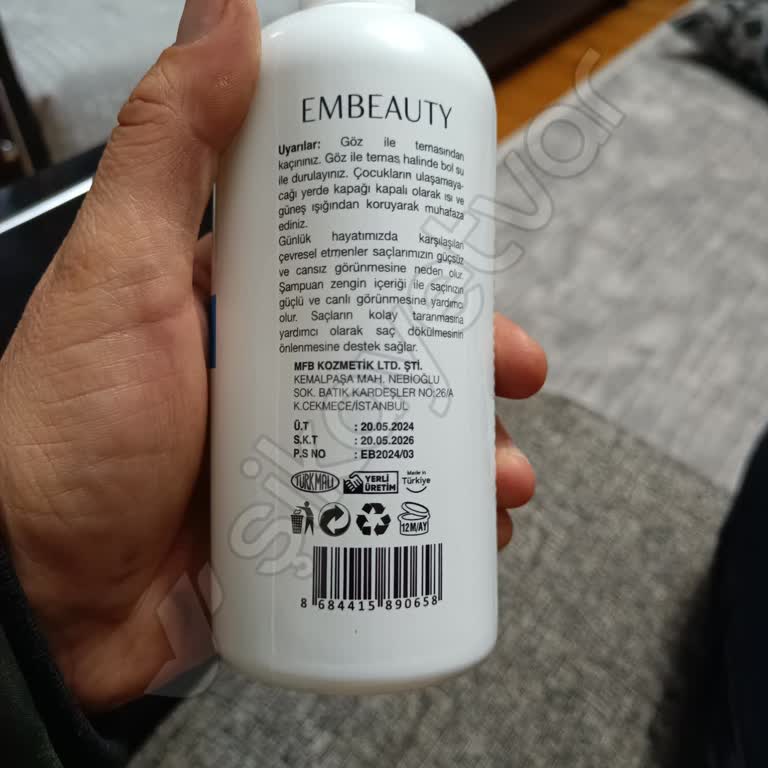 EMBEAUTY
Uyarılar: Göz ile temasından
kaçınınız. Göz ile temas halinde bol su
ile durulayınız. Çocukların ulaşamaya-
cağı yerde kapağı kapalı olarak ısı ve
güneş ışığından koruyarak muhafaza
ediniz.
Günlük hayatımızda karşılaşılan
çevresel etmenler saçlarımızın güçsüz
ve cansız görünmesine neden olur.
Şampuan zengin içeriği ile saçınızın
güçlü ve canlı görünmesine yardımcı
olur. Saçların kolay taranmasına
yardımcı olarak saç dökülmesinin
önlenmesine destek sağlar.
MFB KOZMETİK LTD. ŞTİ.
KEMALPAŞA MAH. NEBİOĞLU
SOK. BATIK KARDEŞLER NO:26/A
K.CEKMECE/İSTANBUL
Ü.T : 20.05.2024
S.K.T : 20.05.2026
P.S NO : EB2024/03
TÜRKMALI
YERLİ
ÜRETİM
Made in
Türkiye
12 M/AY
8 684415 890658
şikayetvar